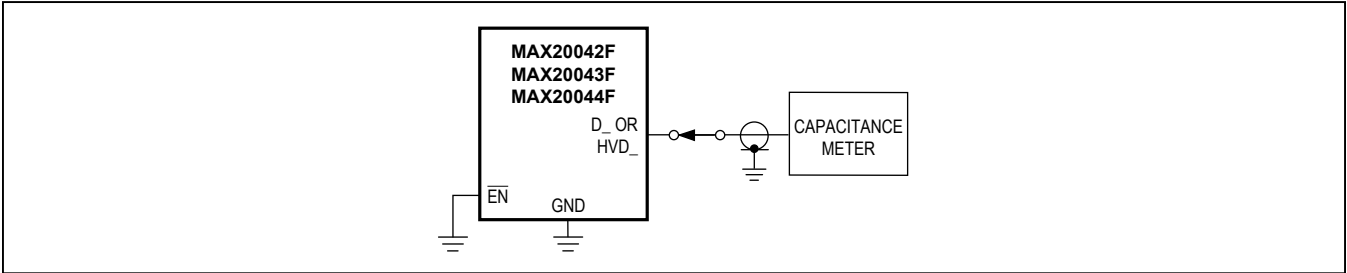 MAX20042F
MAX20043F
MAX20044F
D_ OR
HVD_
CAPACITANCE
METER
EN
GND